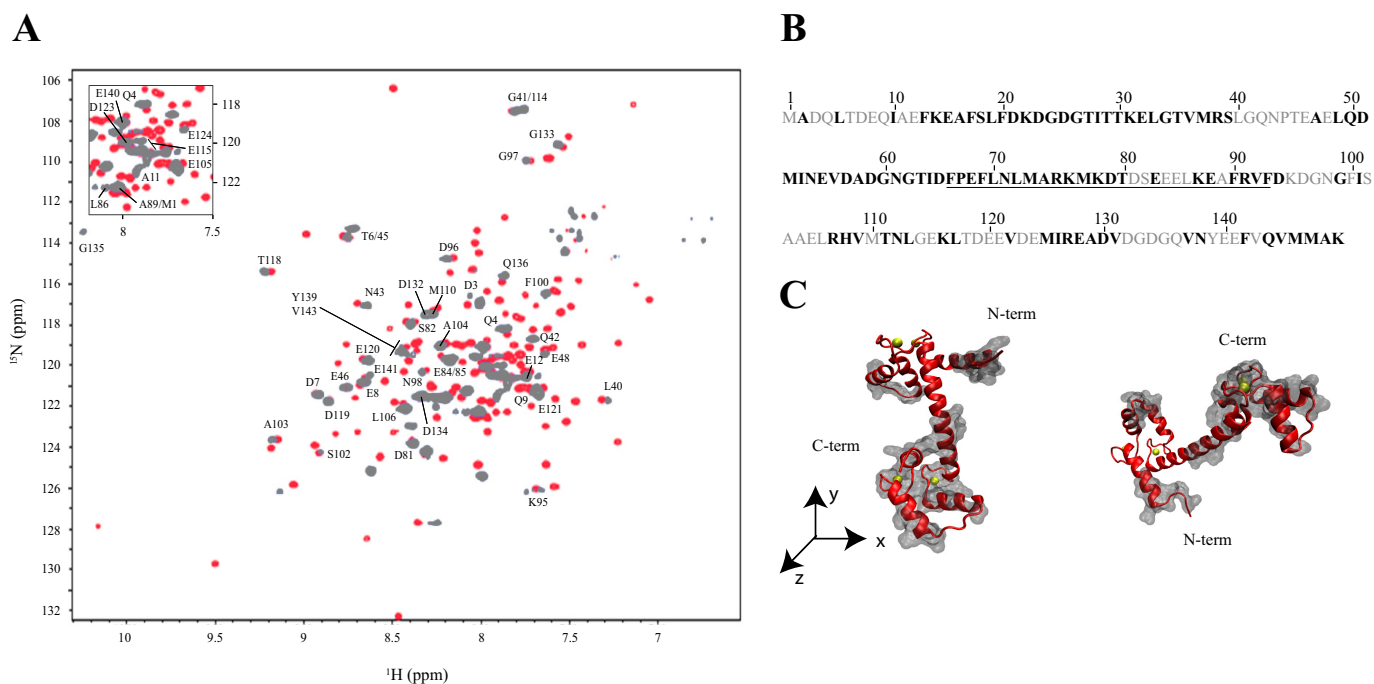 A
B
106
108
110
112
114
116
118
120
122
124
126
128
130
132
¹⁵N (ppm)
10
9.5
9
8.5
8
7.5
7
¹H (ppm)
E140 Q4
D123
118
E124
120
E115
E105
A11
122
L86
A89/M1
8
7.5
G135
G41/114
G133
G97
T6/45
D96
T118
Q136
N43
D132
M110
D3
F100
Y139
V143
S82
A104
Q4
Q42
E120
E12
E48
E141
E46
N98
E84/85
D7
E8
L40
Q9
D119
L106
E121
A103
D134
S102
D81
K95
1 10 20 30 40 50
MADQLTDEQIAEFKEAFSLFDKDGDGTITTKELGTVMRSLGQNPTEAELQD
60 70 80 90 100
MINEVDADGNGTIDFPEFLNLMARKMKDTDSEEELKEAFRVFDKDGNGFIS
110 120 130 140
AAELRHVMTNLGEKLTDEEVDEMIREADVDGDGQVNYEEFVQVMMAK
C
N-term
C-term
C-term
N-term
y
x
z